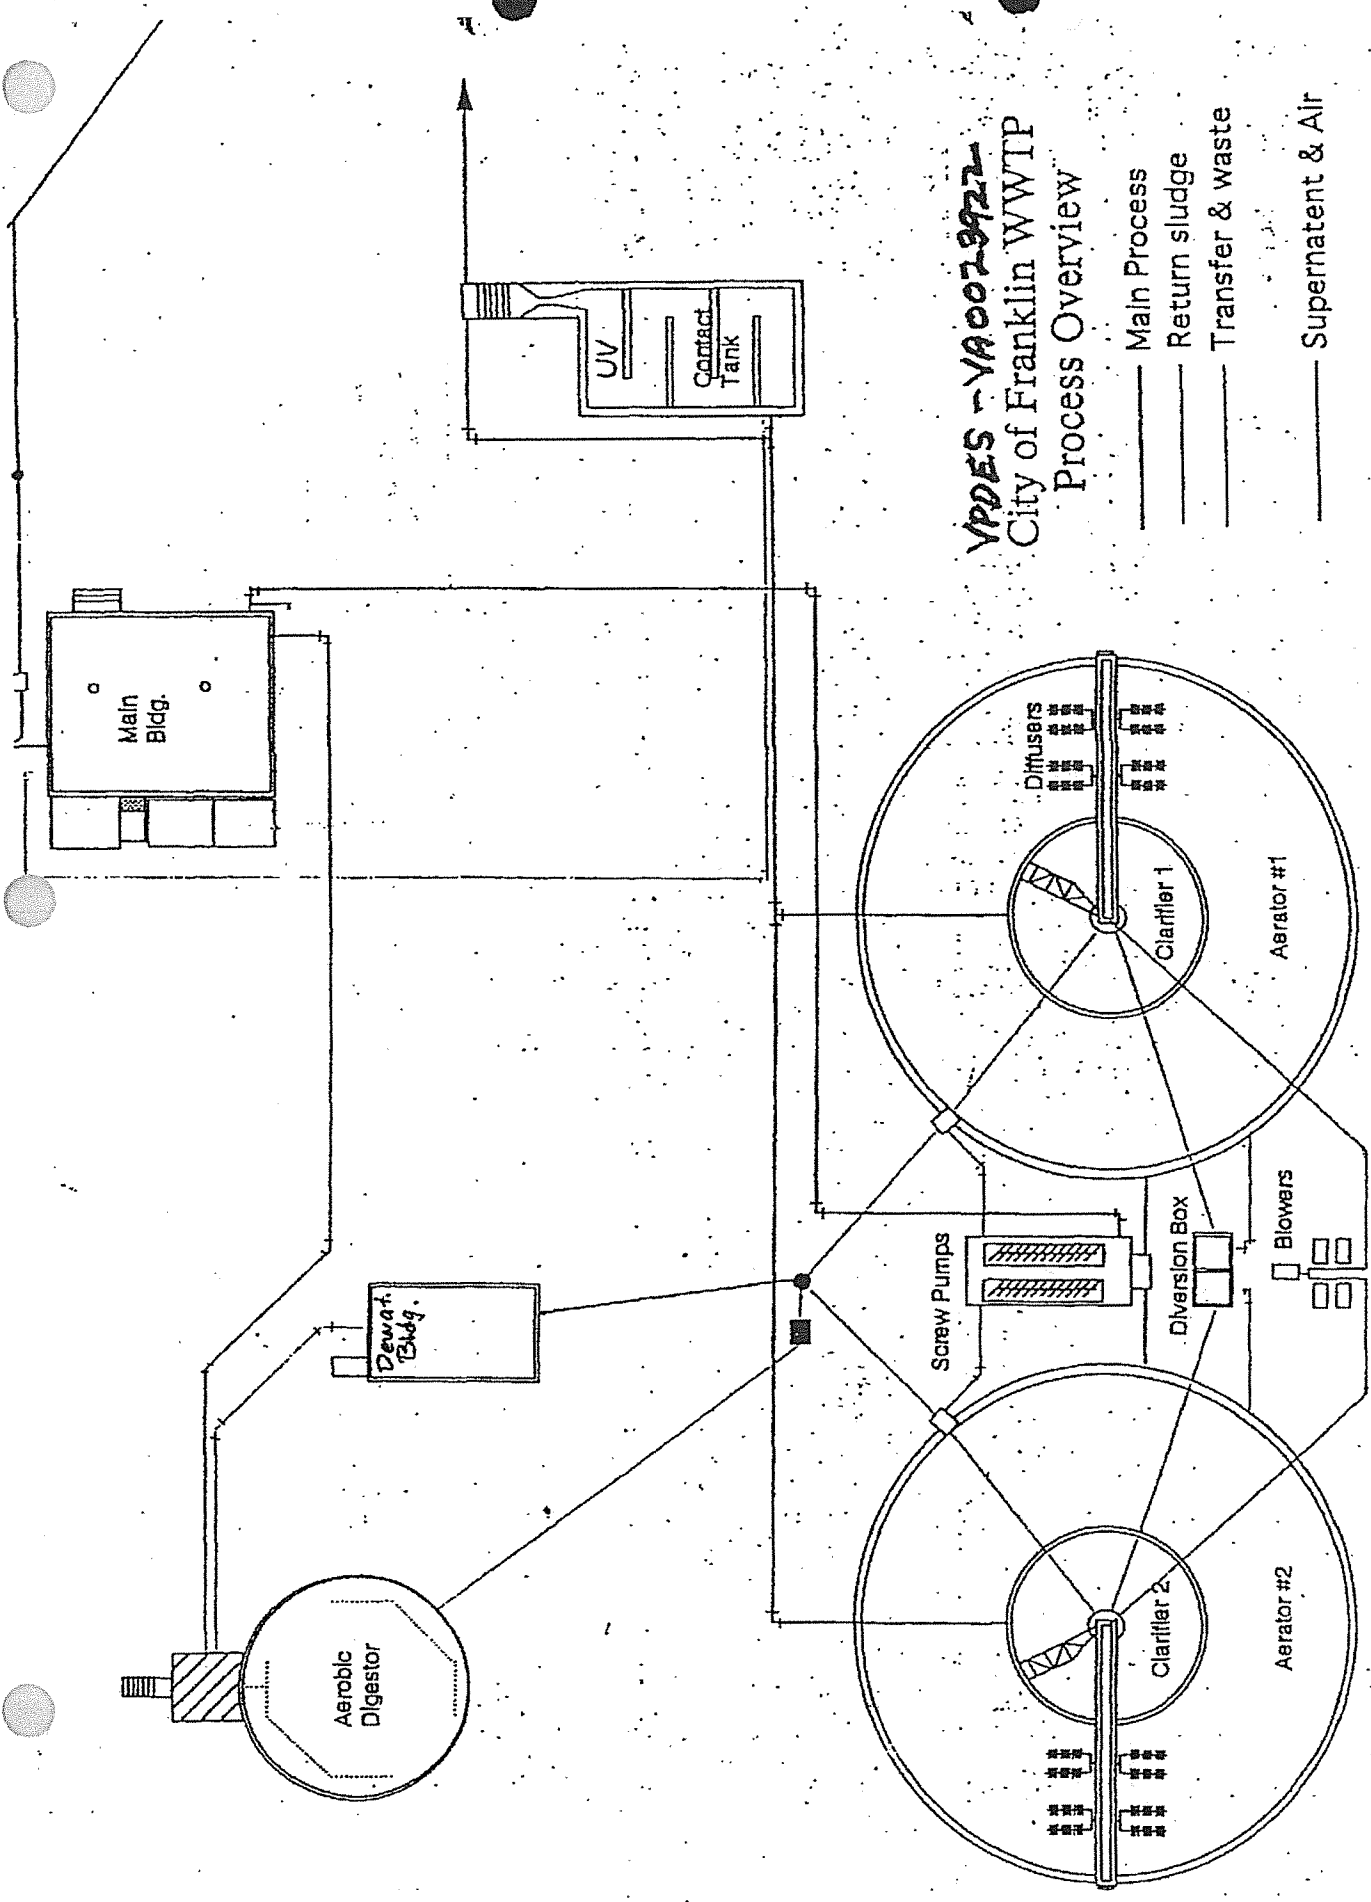 Main
Bldg.
UV
Contact
Tank
Dewat.
Bldg.
Aerobic
Digestor
VPDES - VA0023922
City of Franklin WWTP
Process Overview
Main Process
Return sludge
Transfer & waste
Supernatent & Air
Diffusers
Clarifier 1
Aerator #1
Screw Pumps
Diversion Box
Blowers
Clarifier 2
Aerator #2